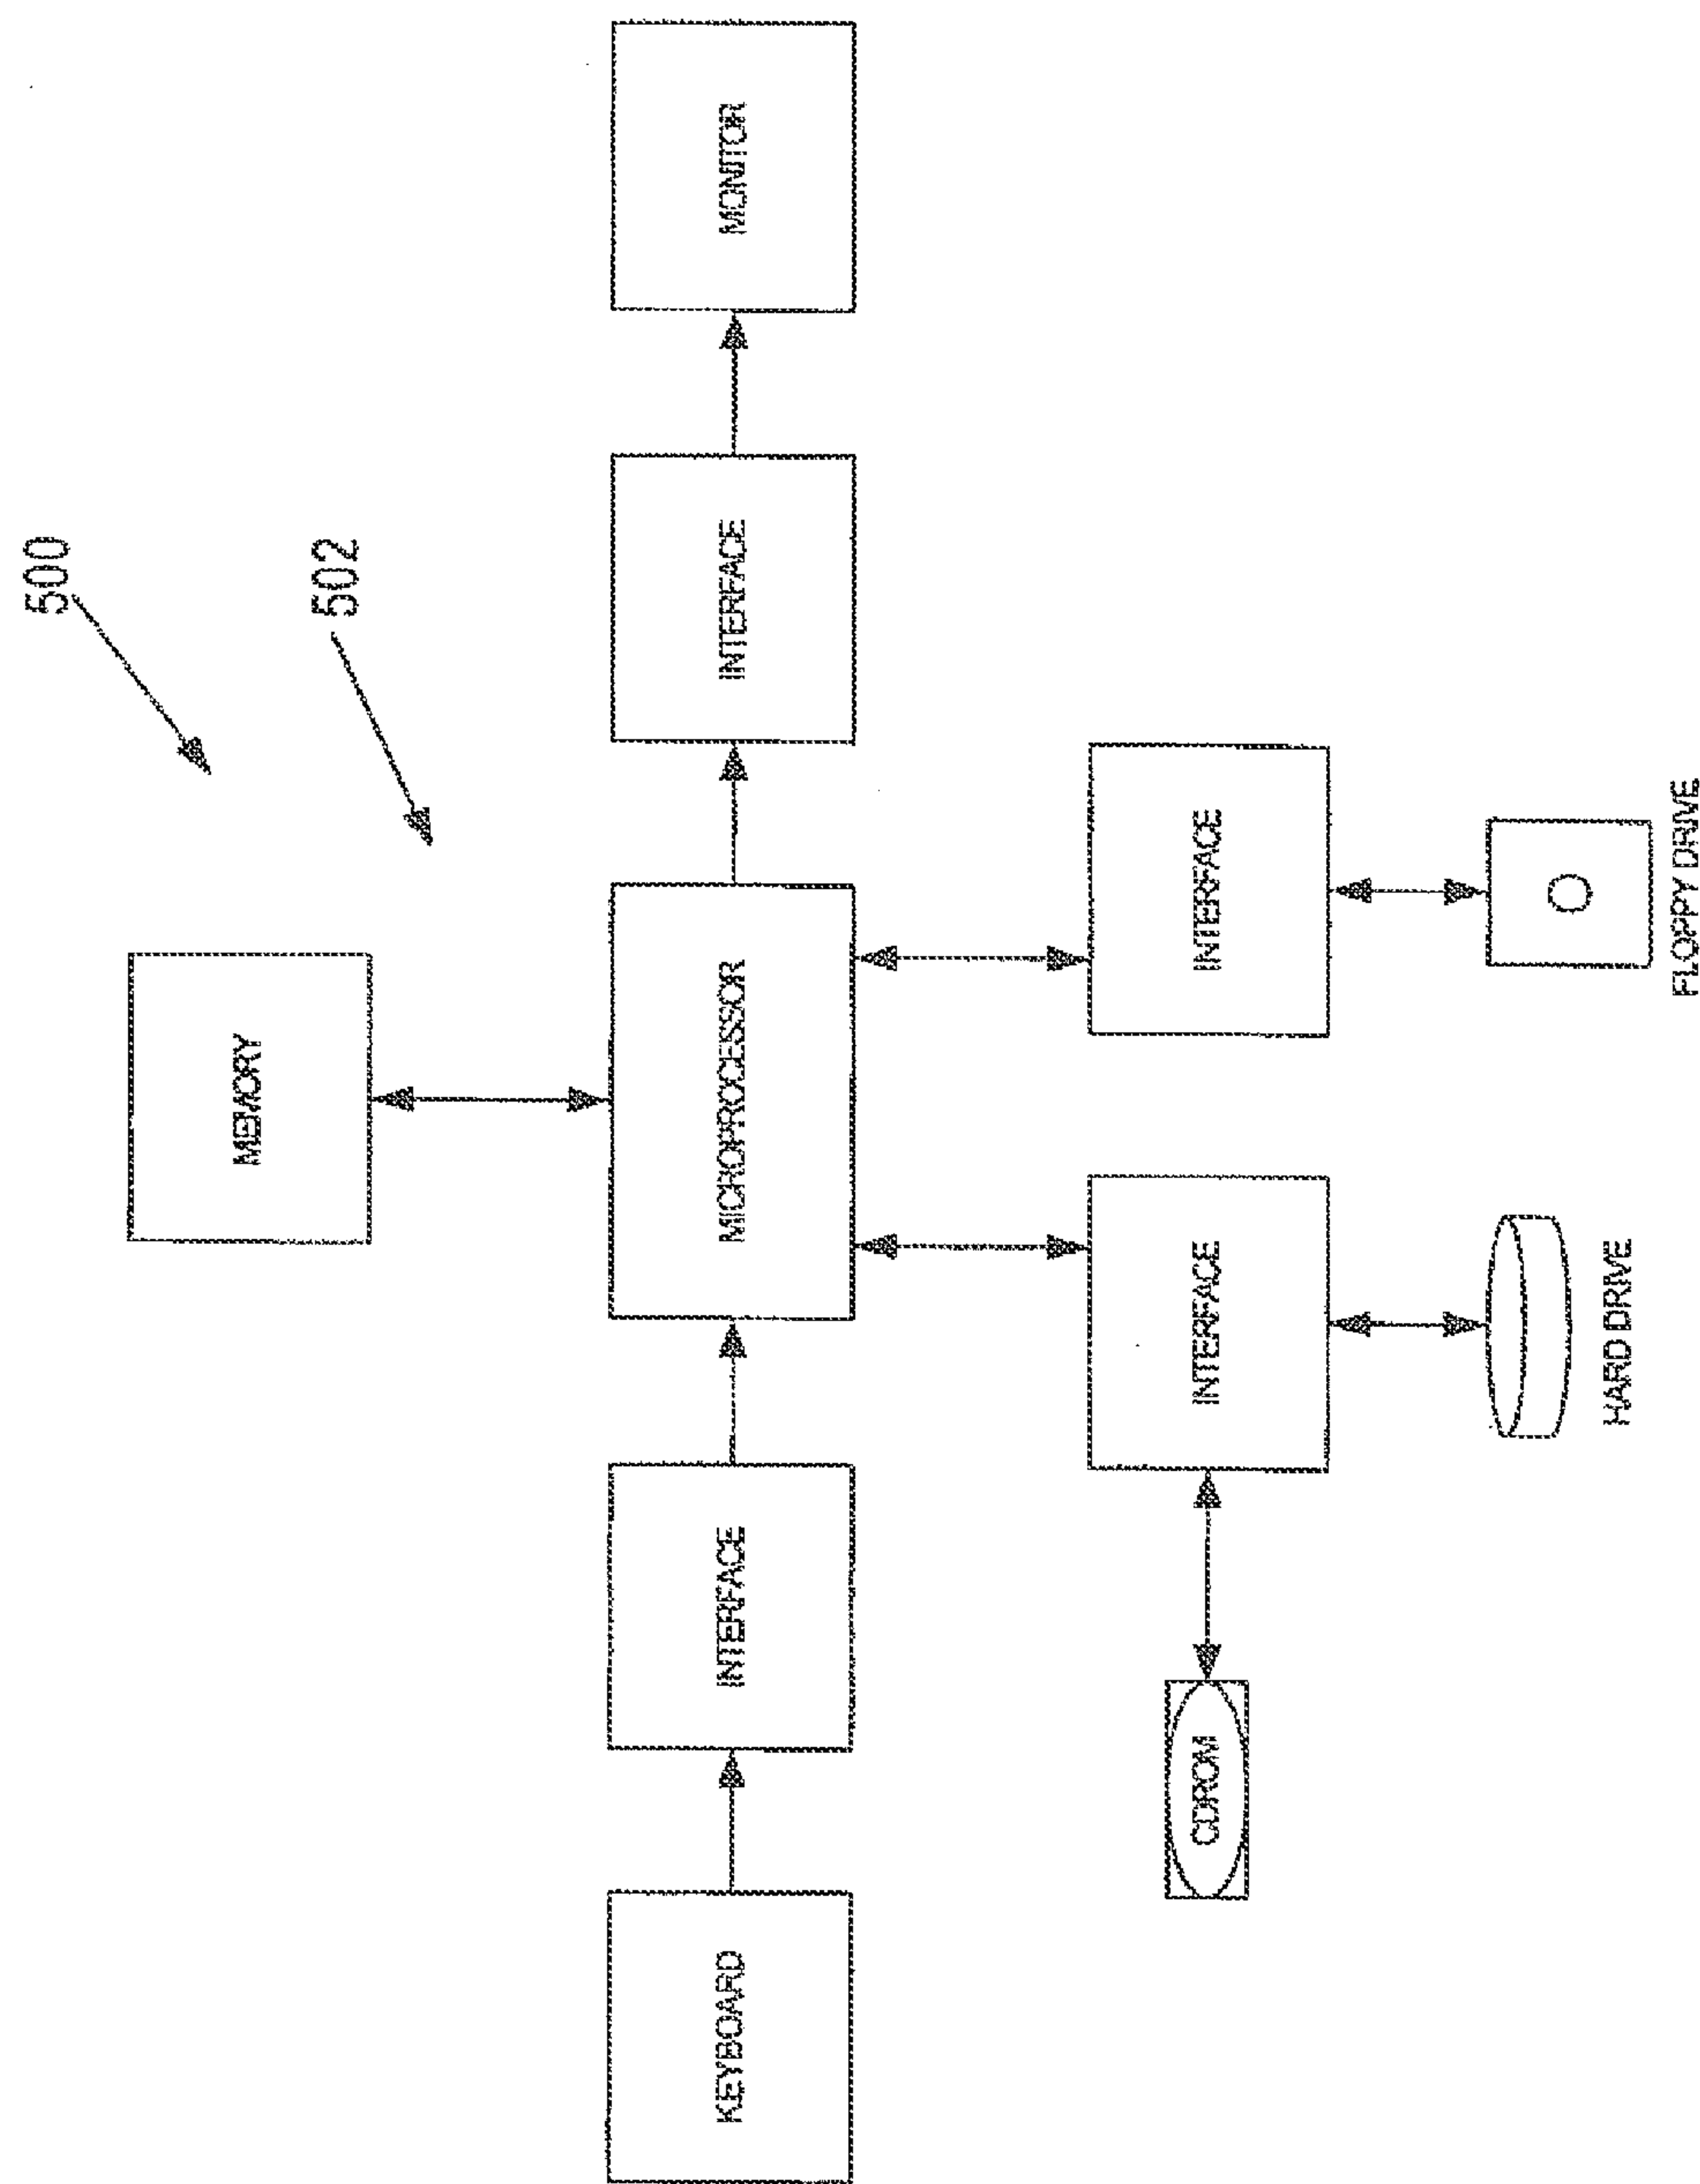 500
502
MEMORY
KEYBOARD
INTERFACE
MICROPROCESSOR
INTERFACE
MONITOR
CDROM
INTERFACE
INTERFACE
HARD DRIVE
FLOPPY DRIVE